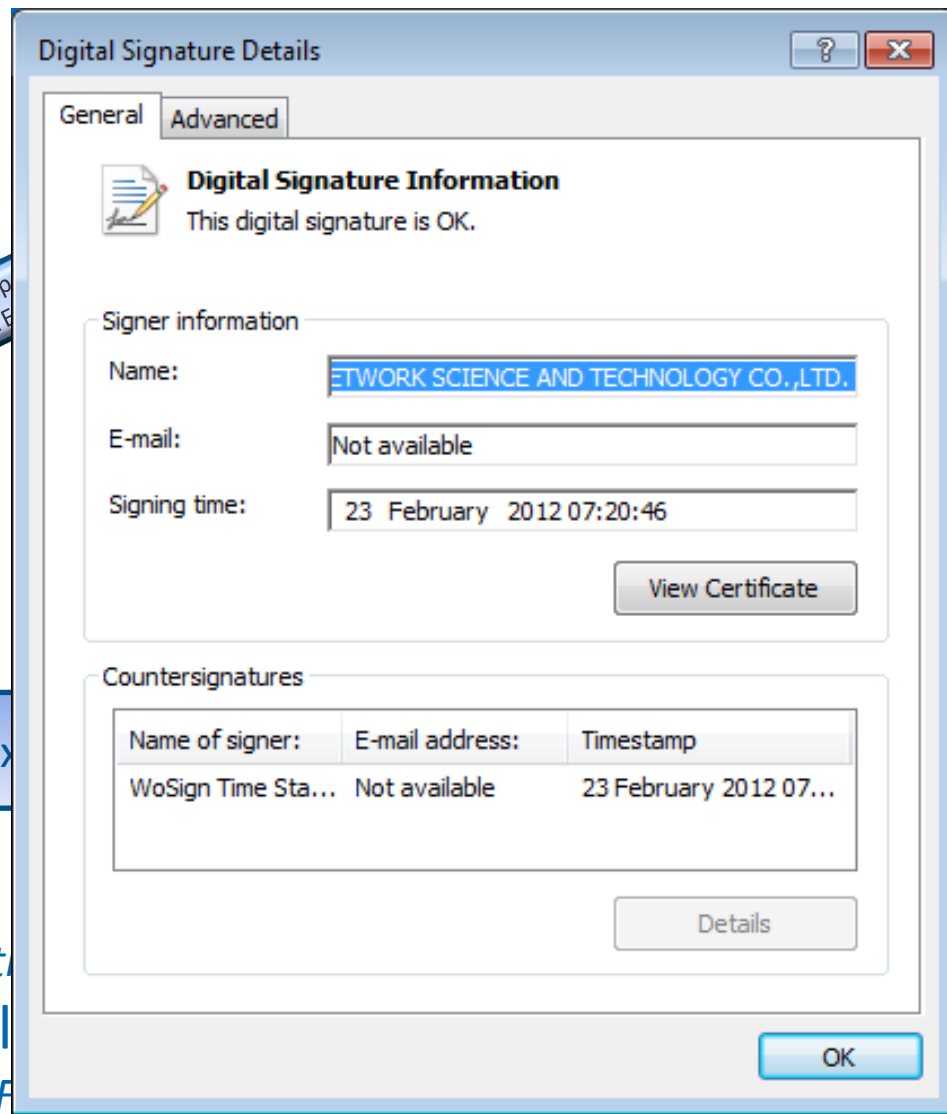 Digital Signature Details
General
Advanced
Digital Signature Information
This digital signature is OK.
Signer information
Name:
ETWORK SCIENCE AND TECHNOLOGY CO.,LTD.
E-mail:
Not available
Signing time:
23 February 2012 07:20:46
View Certificate
Countersignatures
Name of signer: E-mail address: Timestamp
WoSign Time Sta... Not available 23 February 2012 07...
Details
OK